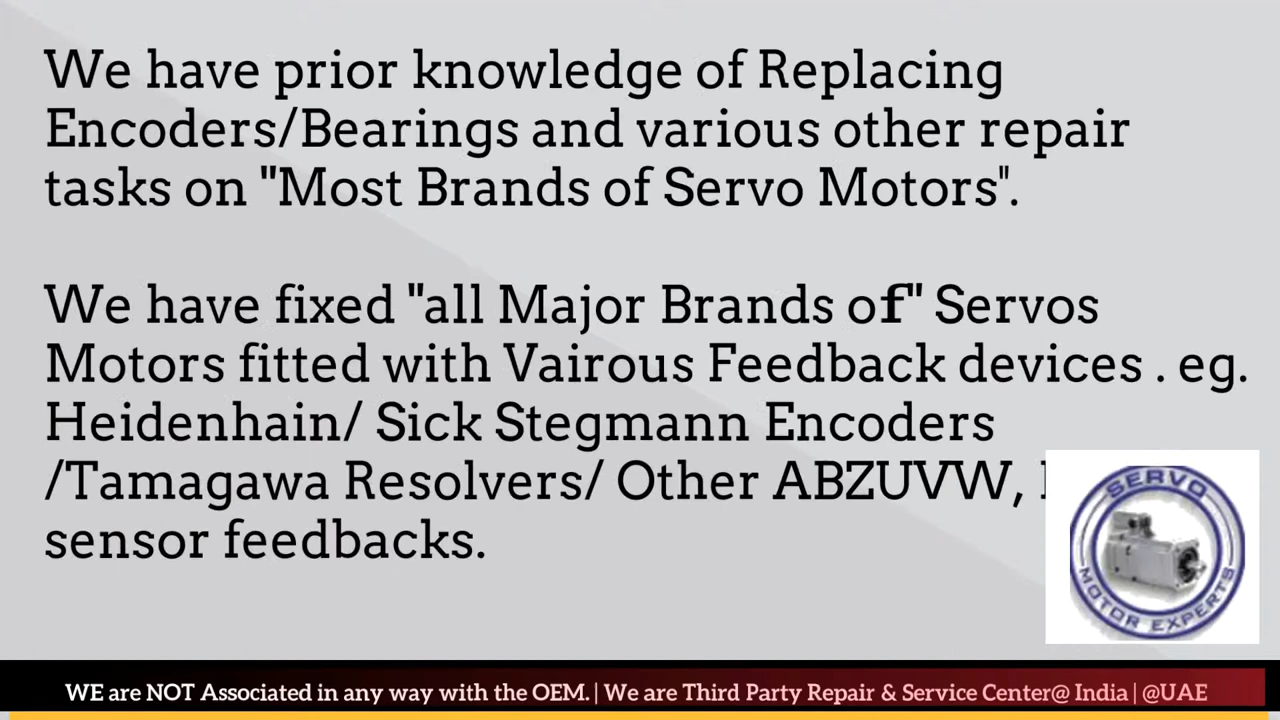 We have prior knowledge of Replacing
Encoders/Bearings and various other repair
tasks on "Most Brands of Servo Motors".
We have fixed "all Major Brands of" Servos
Motors fitted with Vairous Feedback devices . eg.
Heidenhain/ Sick Stegmann Encoders
/Tamagawa Resolvers/ Other ABZUVW,
sensor feedbacks.
SERVO
MOTOR EXPERTS
WE are NOT Associated in any way with the OEM. | We are Third Party Repair & Service Center@ India | @UAE